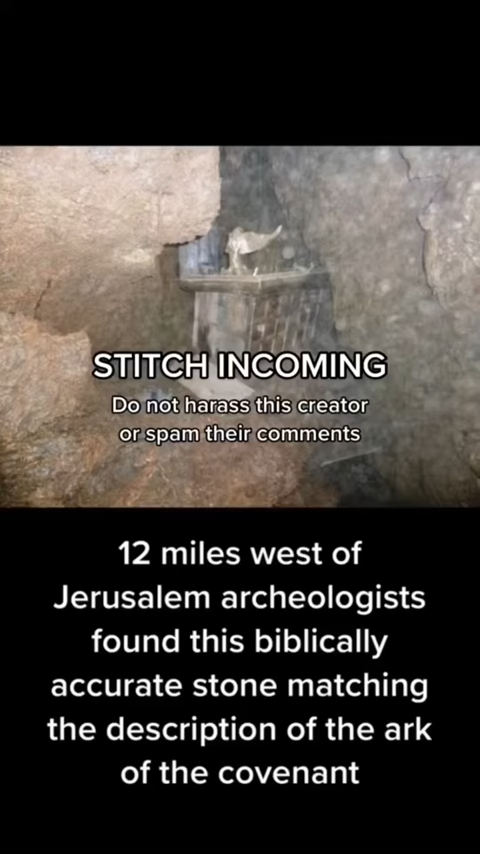 STITCH INCOMING
Do not harass this creator
or spam their comments
12 miles west of
Jerusalem archeologists
found this biblically
accurate stone matching
the description of the ark
of the covenant